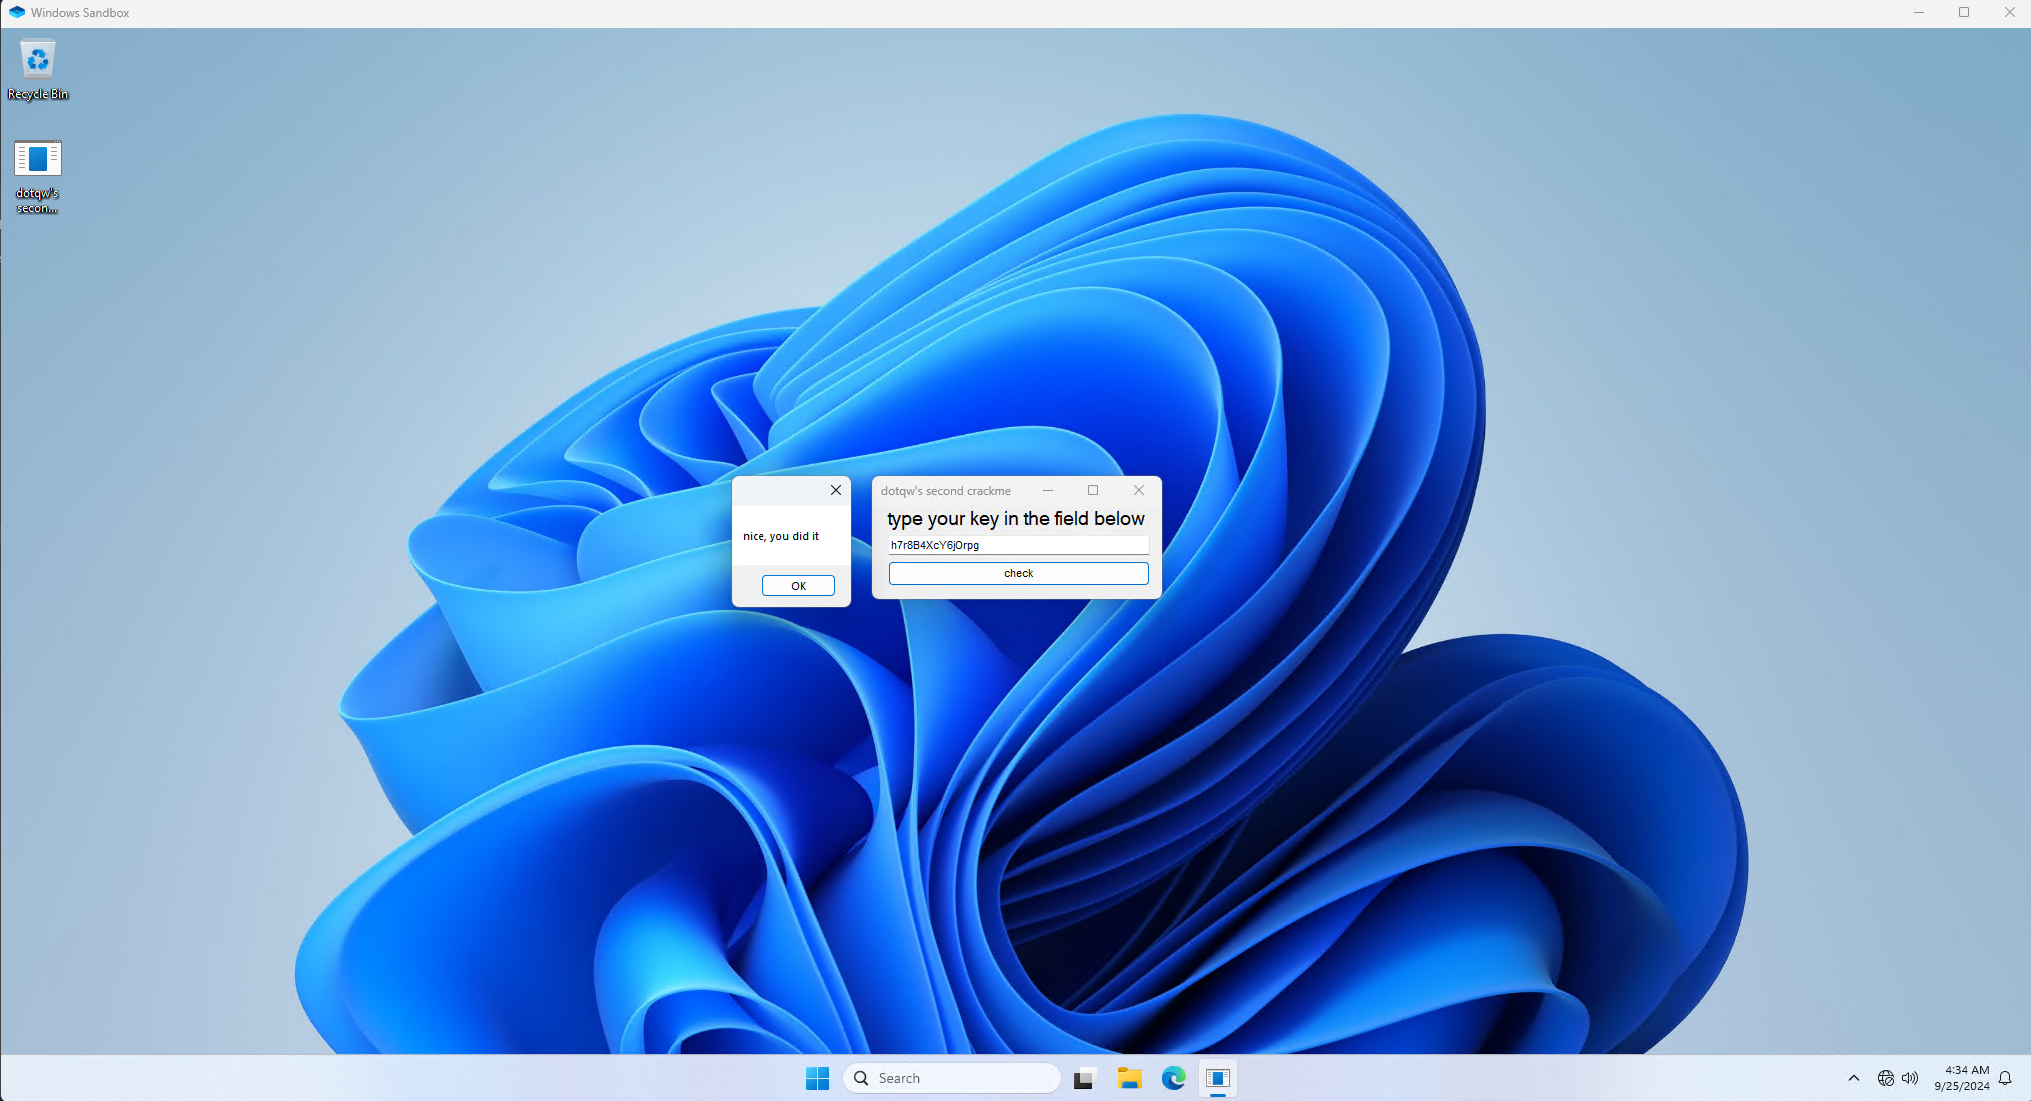 Windows Sandbox
Recycle Bin
dotqw's
secon...
nice, you did it
OK
dotqw's second crackme
type your key in the field below
h7r8B4XcY6jOrpg
check
Search
4:34 AM
9/25/2024